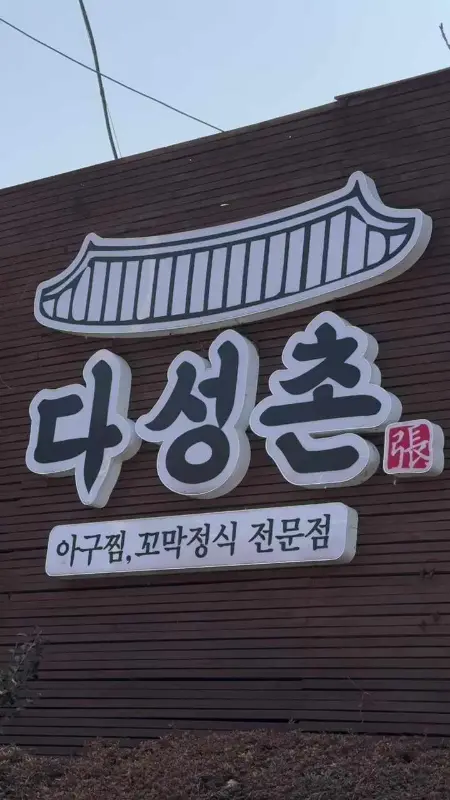 다성촌
張
아구찜, 꼬막정식 전문점